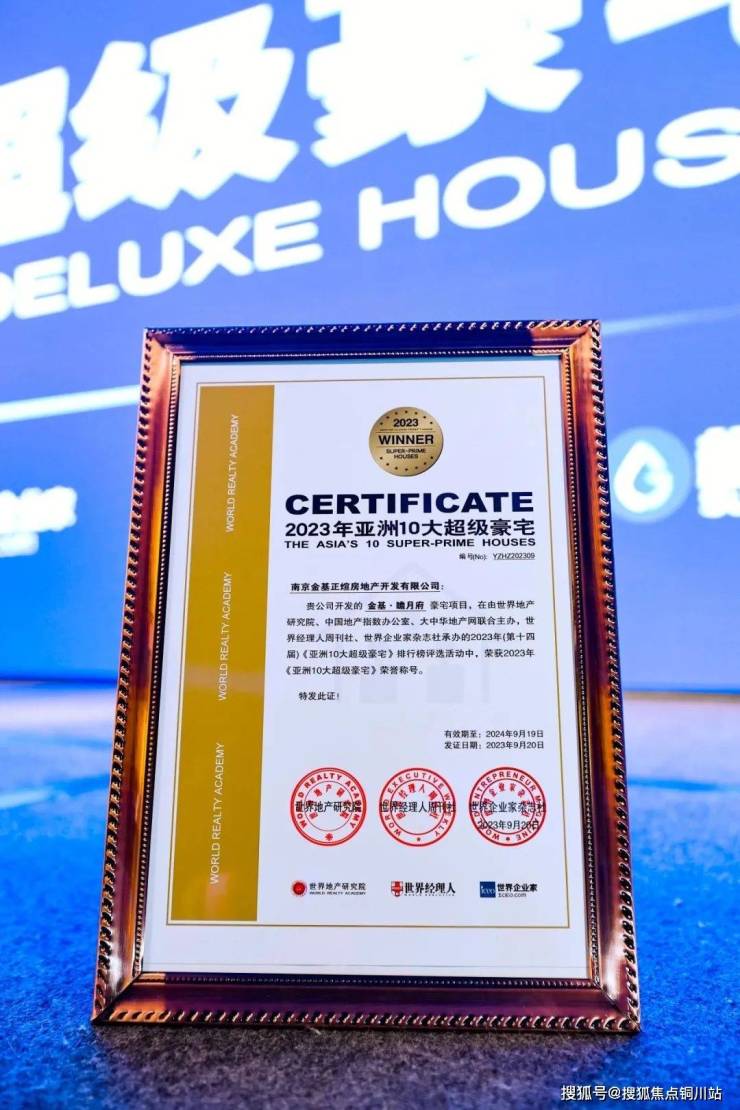 超级豪
DELUXE HOUS
2023
WINNER
SUPER-PRIME
HOUSES
WORLD REALTY ACADEMY
WORLD REALTY ACADEMY
WORLD REALTY ACADEMY
CERTIFICATE
2023年亚洲10大超级豪宅
THE ASIA'S 10 SUPER-PRIME HOUSES
编号(No): YZHZ202309
南京金基正煊房地产开发有限公司：
贵公司开发的 金基·瞻月府 豪宅项目，在由世界地产
研究院、中国地产指数办公室、大中华地产网联合主办，世
界经理人周刊社、世界企业家杂志社承办的2023年(第十四
届)《亚洲10大超级豪宅》排行榜评选活动中，荣获2023年
《亚洲10大超级豪宅》荣誉称号。
特发此证！
有效期至：2024年9月19日
发证日期：2023年9月20日
WORLD REALTY ACADEMY
世界地产研究院
世界经理人周刊社
世界企业家杂志社
2023年9月20日
世界地产研究院
WORLD REALTY ACADEMY
世界经理人
WORLD EXECUTIVE
世界企业家
搜狐号@搜狐焦点铜川站